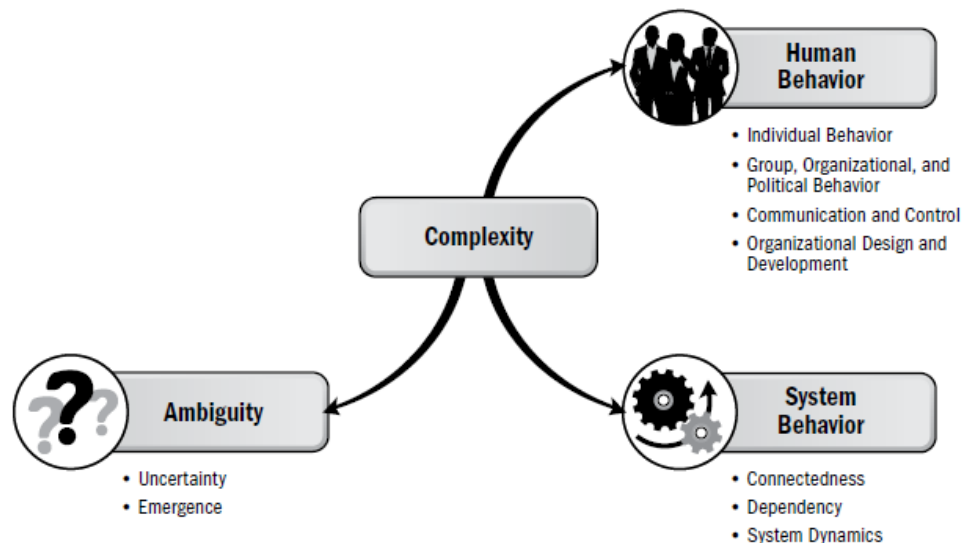 Human
Behavior
• Individual Behavior
• Group, Organizational, and
Political Behavior
• Communication and Control
• Organizational Design and
Development
Complexity
Ambiguity
• Uncertainty
• Emergence
System
Behavior
• Connectedness
• Dependency
• System Dynamics